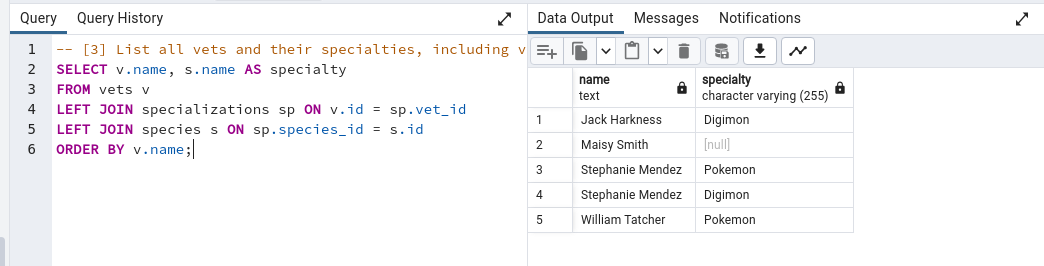 Query Query History
1 -- [3] List all vets and their specialties, including v
2 SELECT v.name, s.name AS specialty
3 FROM vets v
4 LEFT JOIN specializations sp ON v.id = sp.vet_id
5 LEFT JOIN species s ON sp.species_id = s.id
6 ORDER BY v.name;
Data Output Messages Notifications
name specialty
text character varying (255)
1 Jack Harkness Digimon
2 Maisy Smith [null]
3 Stephanie Mendez Pokemon
4 Stephanie Mendez Digimon
5 William Tatcher Pokemon